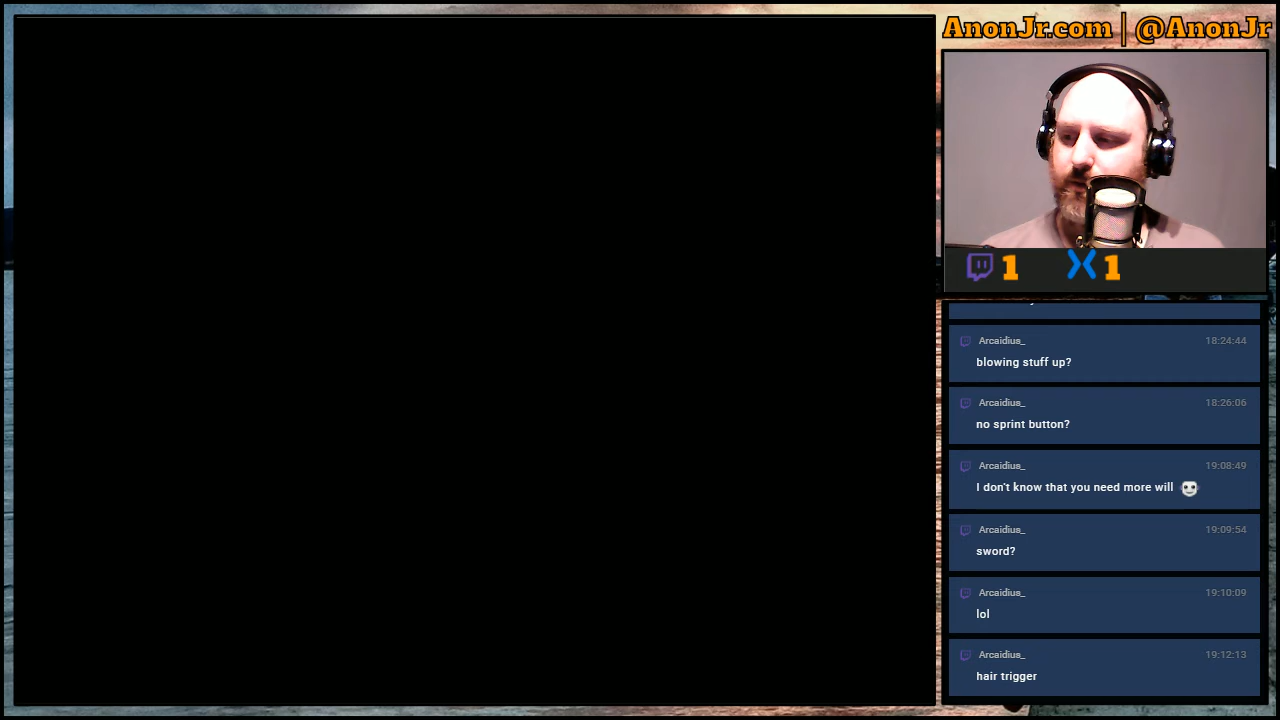 AnonJr.com | @AnonJr
1 1
Arcaidius_ 18:24:44
blowing stuff up?
Arcaidius_ 18:26:06
no sprint button?
Arcaidius_ 19:08:49
I don't know that you need more will
Arcaidius_ 19:09:54
sword?
Arcaidius_ 19:10:09
lol
Arcaidius_ 19:12:13
hair trigger